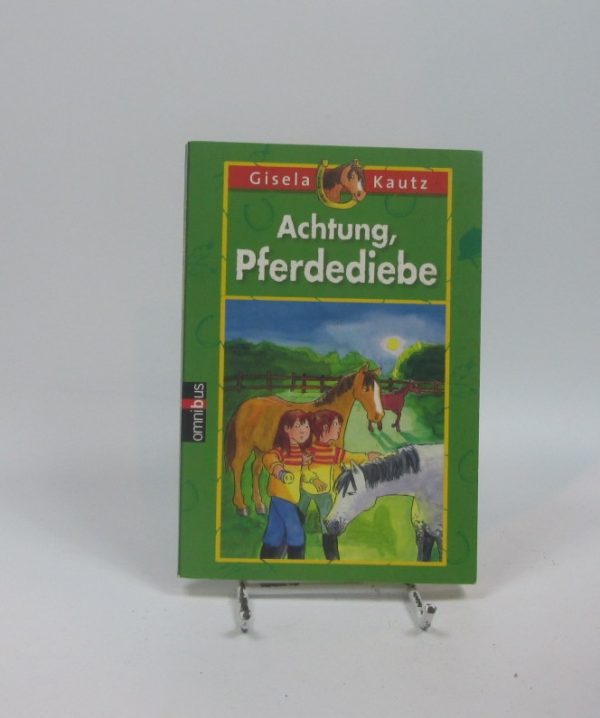 Gisela Kautz
Achtung,
Pferdediebe
omnibus